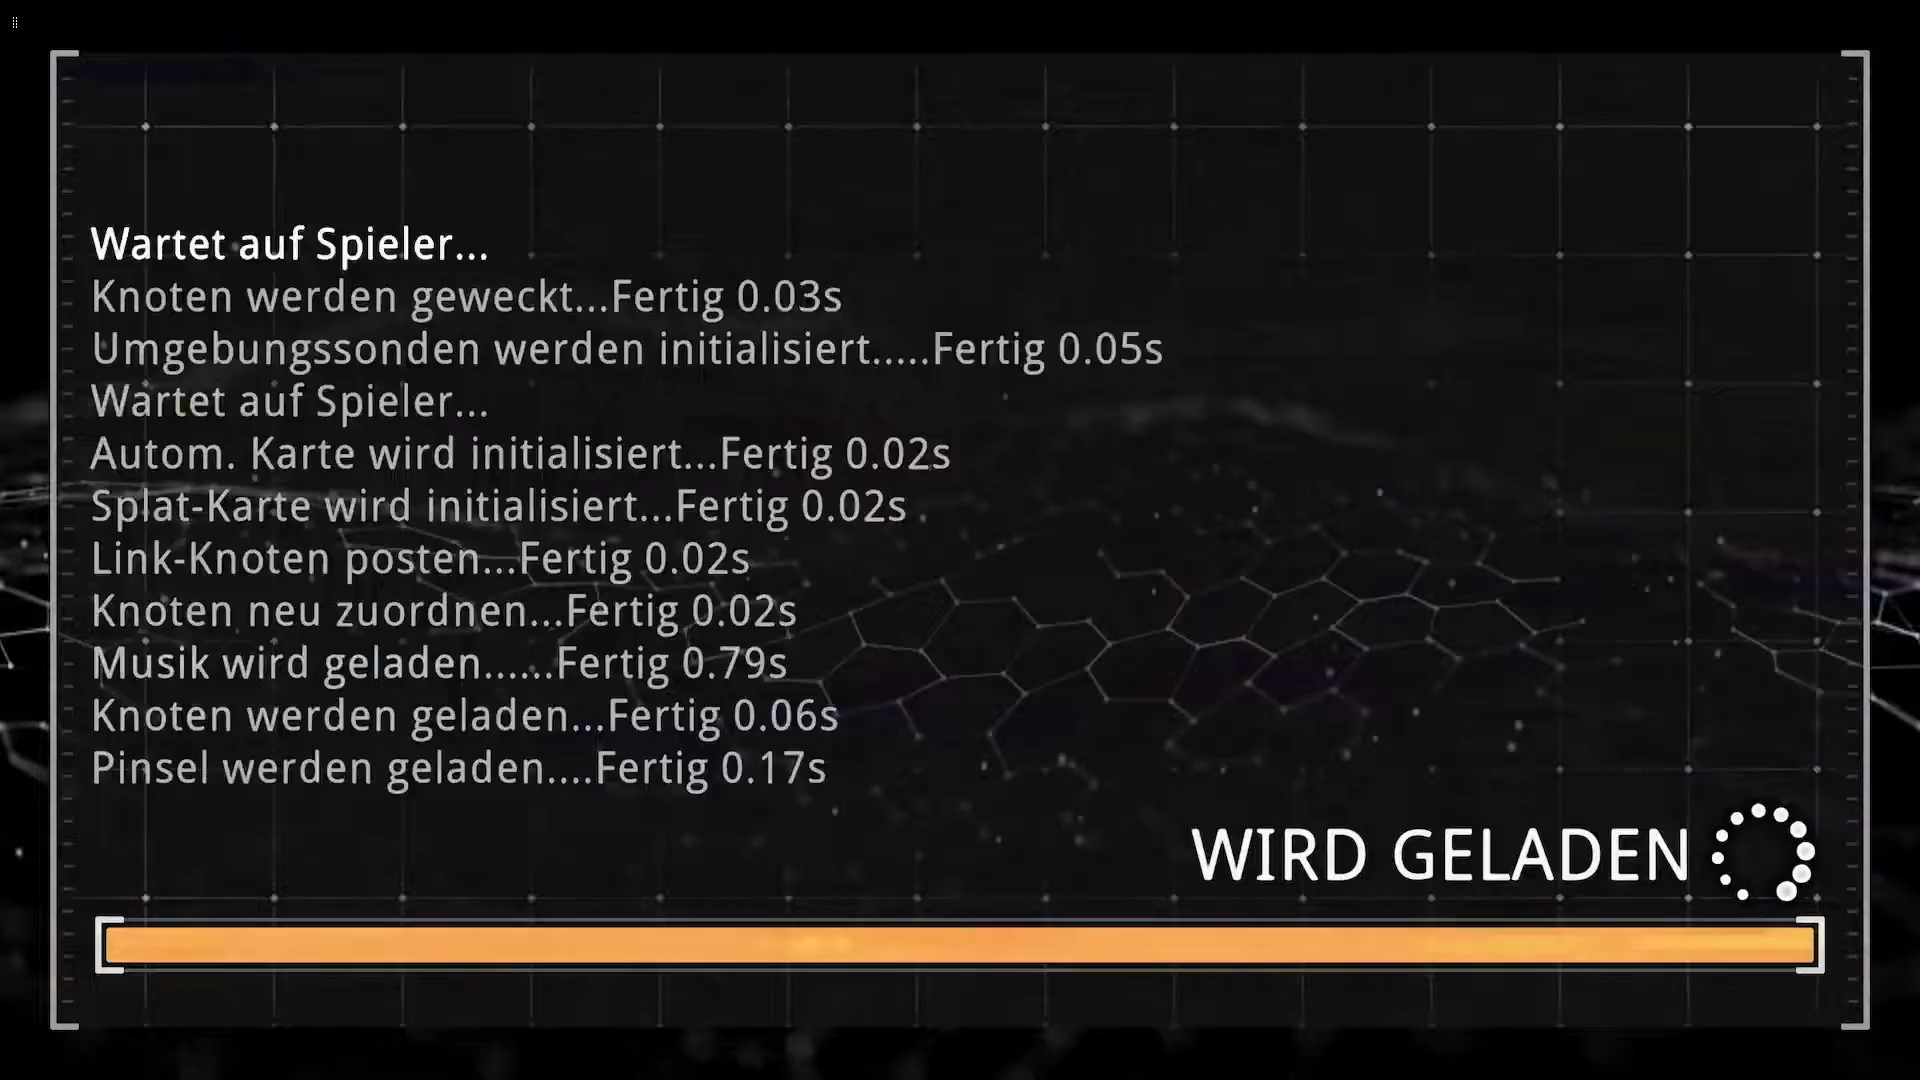 Wartet auf Spieler...
Knoten werden geweckt...Fertig 0.03s
Umgebungssonden werden initialisiert.....Fertig 0.05s
Wartet auf Spieler...
Autom. Karte wird initialisiert...Fertig 0.02s
Splat-Karte wird initialisiert...Fertig 0.02s
Link-Knoten posten...Fertig 0.02s
Knoten neu zuordnen...Fertig 0.02s
Musik wird geladen......Fertig 0.79s
Knoten werden geladen...Fertig 0.06s
Pinsel werden geladen....Fertig 0.17s
WIRD GELADEN